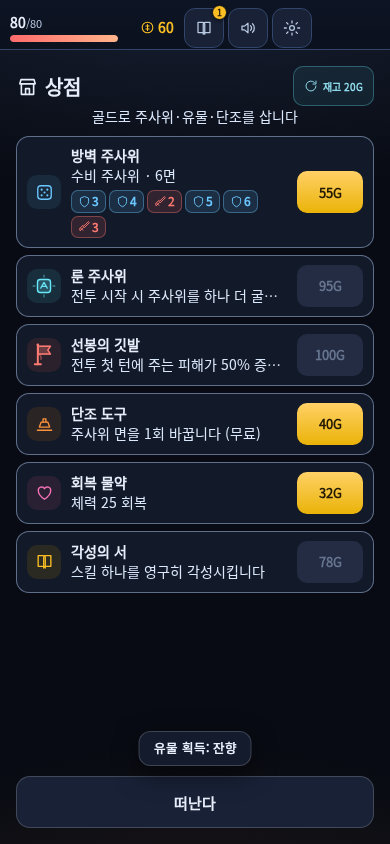 80/80
60
1
상점
재고 20G
골드로 주사위·유물·단조를 삽니다
방벽 주사위
수비 주사위 · 6면
3 4 2 5 6
3
55G
룬 주사위
전투 시작 시 주사위를 하나 더 굴…
95G
선봉의 깃발
전투 첫 턴에 주는 피해가 50% 증…
100G
단조 도구
주사위 면을 1회 바꿉니다 (무료)
40G
회복 물약
체력 25 회복
32G
각성의 서
스킬 하나를 영구히 각성시킵니다
78G
유물 획득: 잔향
떠난다